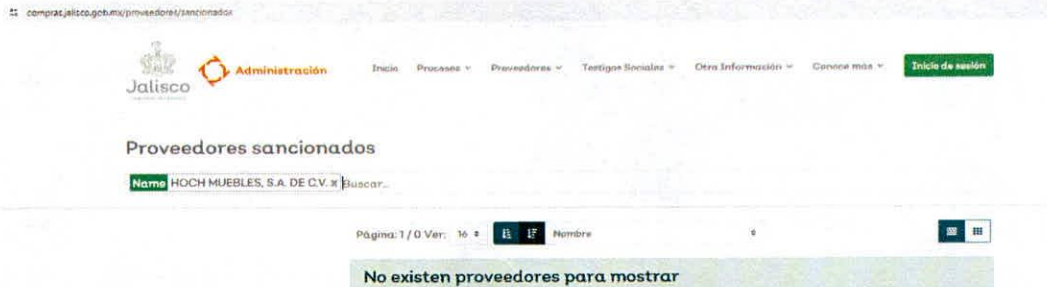 compras.jalisco.gob.mx/proveedores/sancionados
Jalisco
Administración
Inicio Procesos Proveedores Testigos Sociales Otra Información Conoce más Inicio de sesión
Proveedores sancionados
Name HOCH MUEBLES, S.A. DE C.V. x Buscar...
Página: 1 / 0 Ver: 16 Nombre
No existen proveedores para mostrar